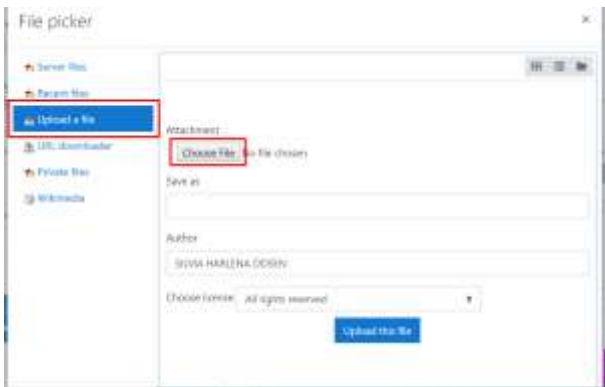 File picker
×
Server files
Recent files
Upload a file
URL downloader
Private files
Wikimedia
Attachment
Choose File No file chosen
Save as
Author
SILVIA HARLENA DOSEN
Choose license All rights reserved
Upload this file